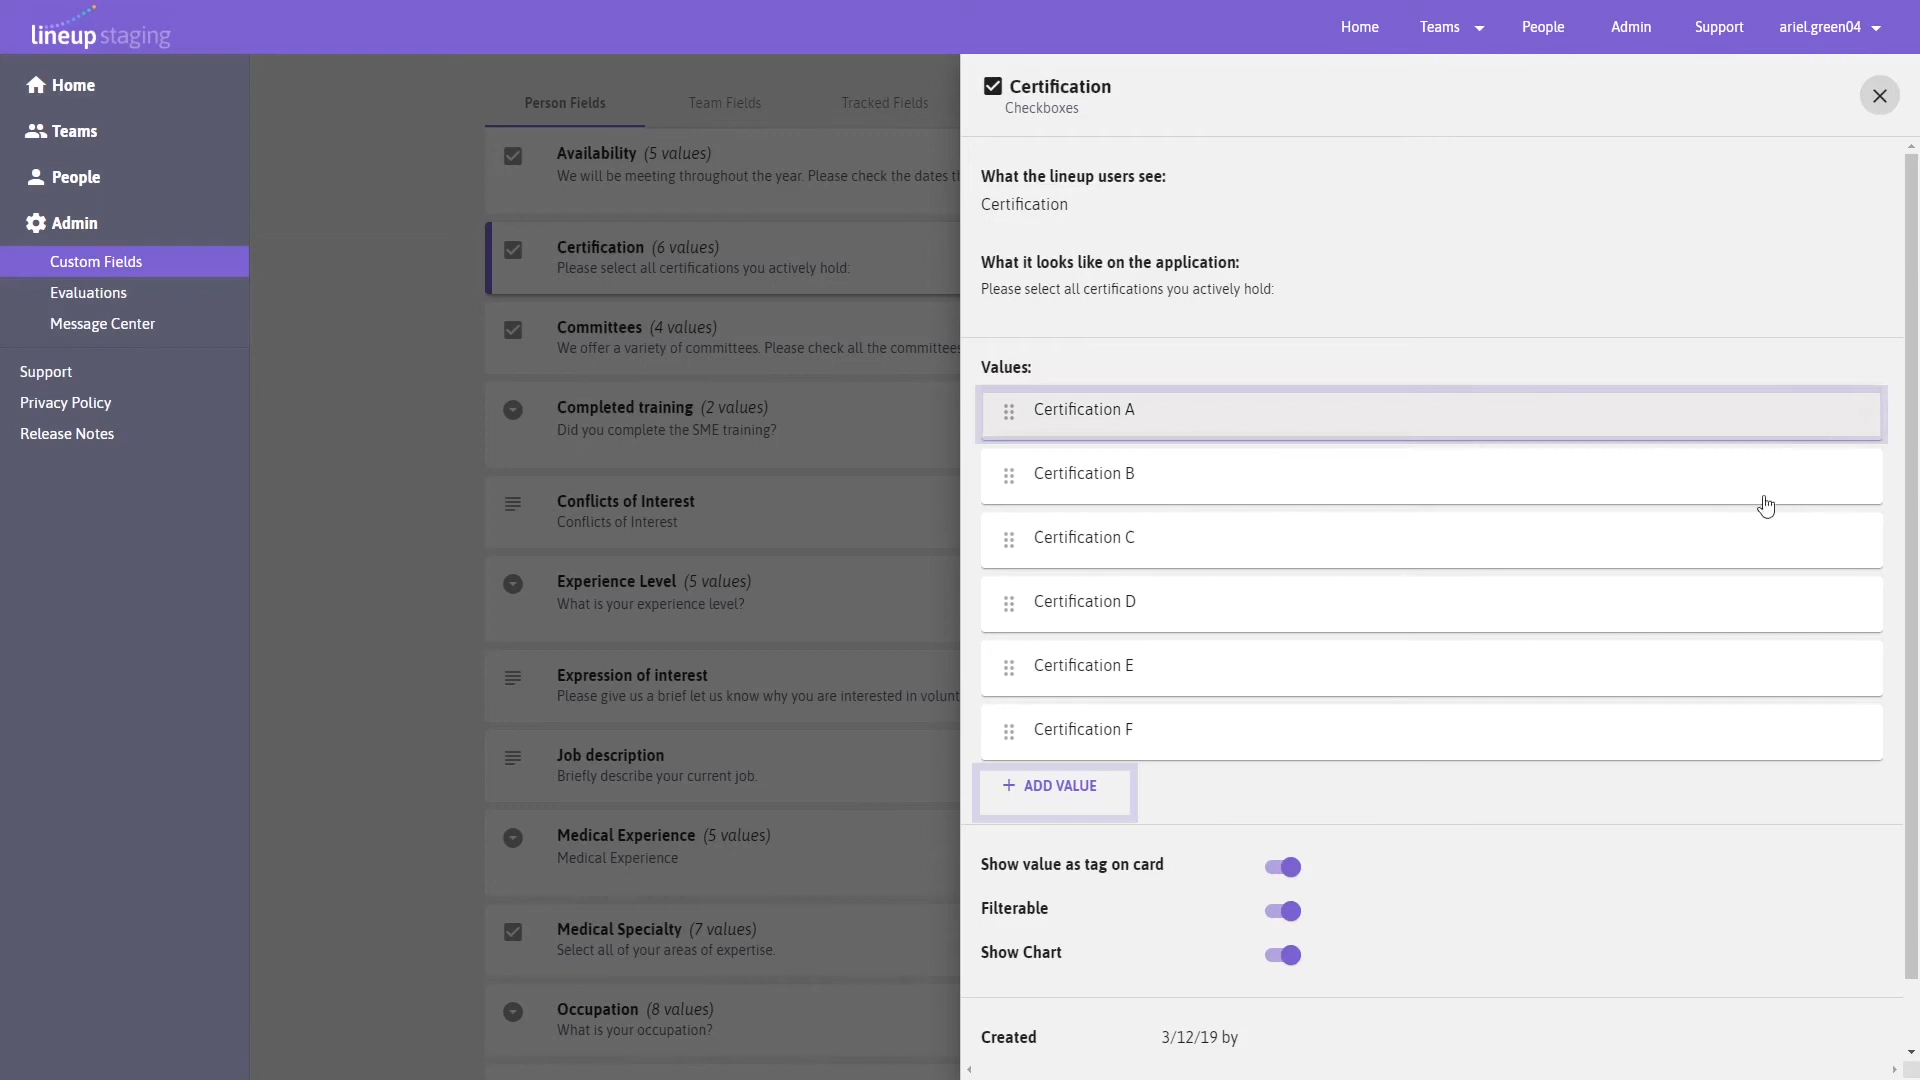 lineup staging
Home
Teams
People
Admin
Support
ariel.green04
Home
Teams
People
Admin
Custom Fields
Evaluations
Message Center
Support
Privacy Policy
Release Notes
Person Fields
Team Fields
Tracked Fields
Availability (5 values)
We will be meeting throughout the year. Please check the dates t
Certification (6 values)
Please select all certifications you actively hold:
Committees (4 values)
We offer a variety of committees. Please check all the committees
Completed training (2 values)
Did you complete the SME training?
Conflicts of Interest
Conflicts of Interest
Experience Level (5 values)
What is your experience level?
Expression of interest
Please give us a brief let us know why you are interested in volunt
Job description
Briefly describe your current job.
Medical Experience (5 values)
Medical Experience
Medical Specialty (7 values)
Select all of your areas of expertise.
Occupation (8 values)
What is your occupation?
Certification
Checkboxes
What the lineup users see:
Certification
What it looks like on the application:
Please select all certifications you actively hold:
Values:
Certification A
Certification B
Certification C
Certification D
Certification E
Certification F
+ ADD VALUE
Show value as tag on card
Filterable
Show Chart
Created 3/12/19 by